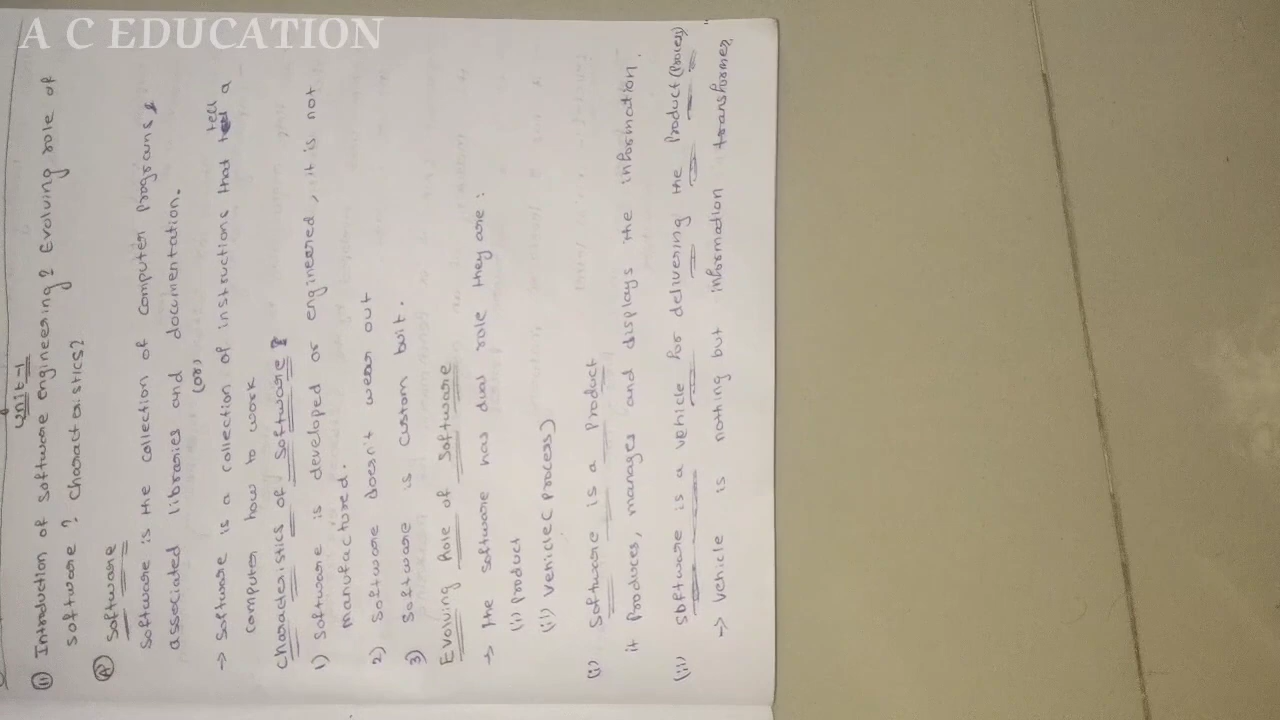 A C EDUCATION
Unit-1
(1) Introduction of Software engineering? Evolving role of
Software? Characteristics?
(A) Software
Software is the collection of computer programs &
associated libraries and documentation.
(or)
→ Software is a collection of instructions that tell a
computer how to work
Characteristics of Software?
1) Software is developed or engineered, it is not
manufactured.
2) Software doesn't wear out
3) Software is custom buit.
Evolving Role of Software
→ the software has dual role they are:
(i) Product
(ii) Vehicle (Process)
(i) Software is a product
it Produces, manages and displays the information.
(ii) Software is a vehicle for delivering the Product (Process)
→ Vehicle is nothing but information transformer